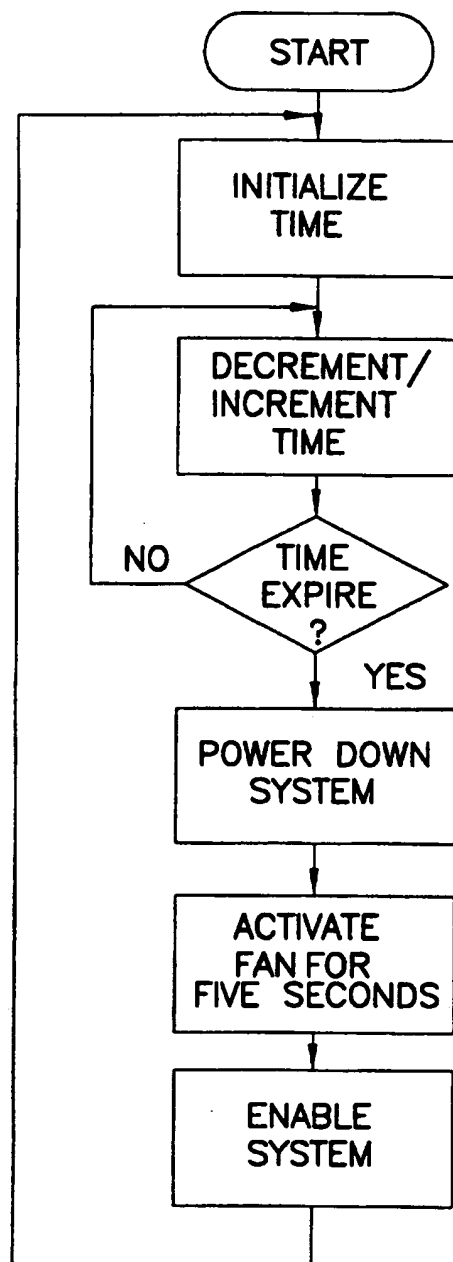 START
INITIALIZE
TIME
DECREMENT/
INCREMENT
TIME
NO
TIME
EXPIRE
?
YES
POWER DOWN
SYSTEM
ACTIVATE
FAN FOR
FIVE SECONDS
ENABLE
SYSTEM